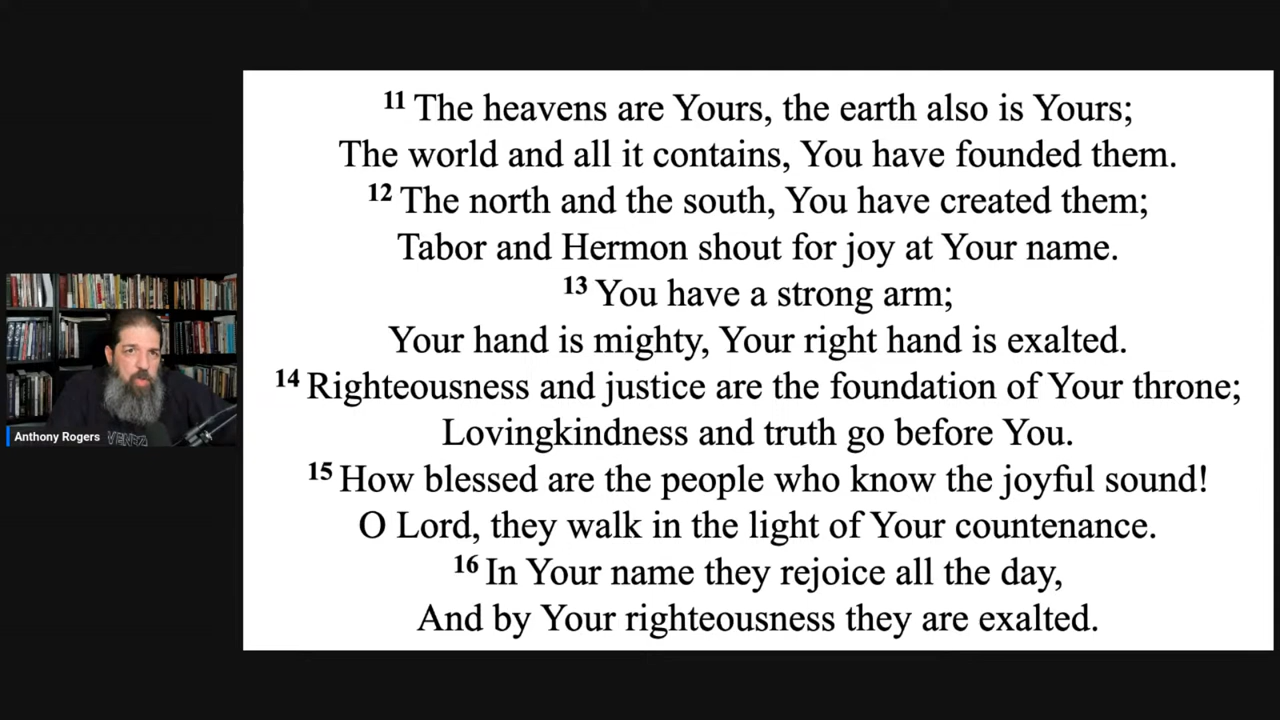 11 The heavens are Yours, the earth also is Yours;
The world and all it contains, You have founded them.
12 The north and the south, You have created them;
Tabor and Hermon shout for joy at Your name.
13 You have a strong arm;
Your hand is mighty, Your right hand is exalted.
14 Righteousness and justice are the foundation of Your throne;
Lovingkindness and truth go before You.
15 How blessed are the people who know the joyful sound!
O Lord, they walk in the light of Your countenance.
16 In Your name they rejoice all the day,
And by Your righteousness they are exalted.
Anthony Rogers